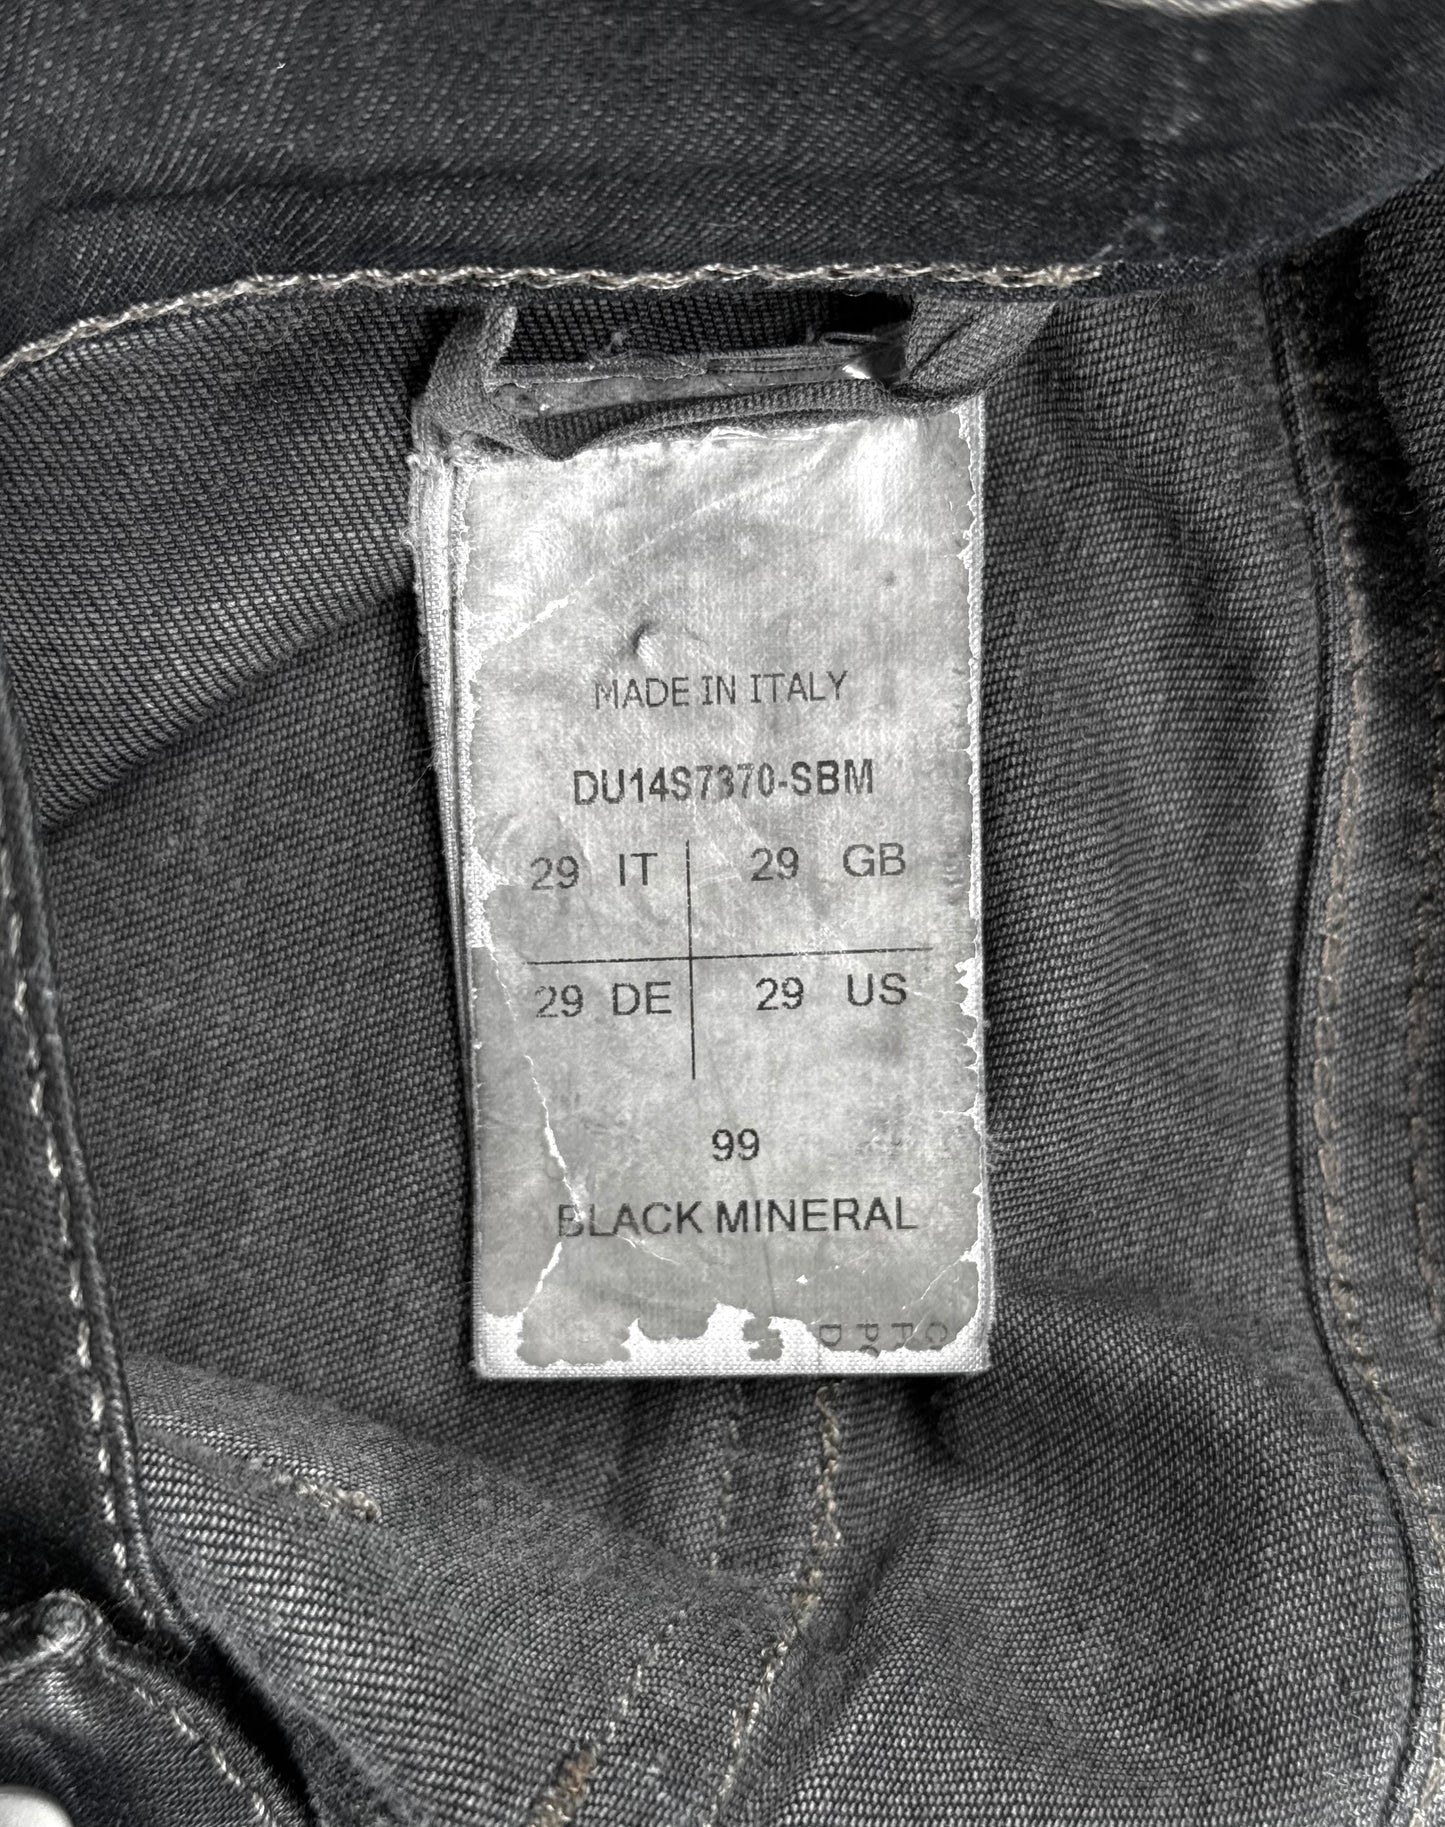 MADE IN ITALY
DU14S7370-SBM
29 IT 29 GB
29 DE 29 US
99
BLACK MINERAL